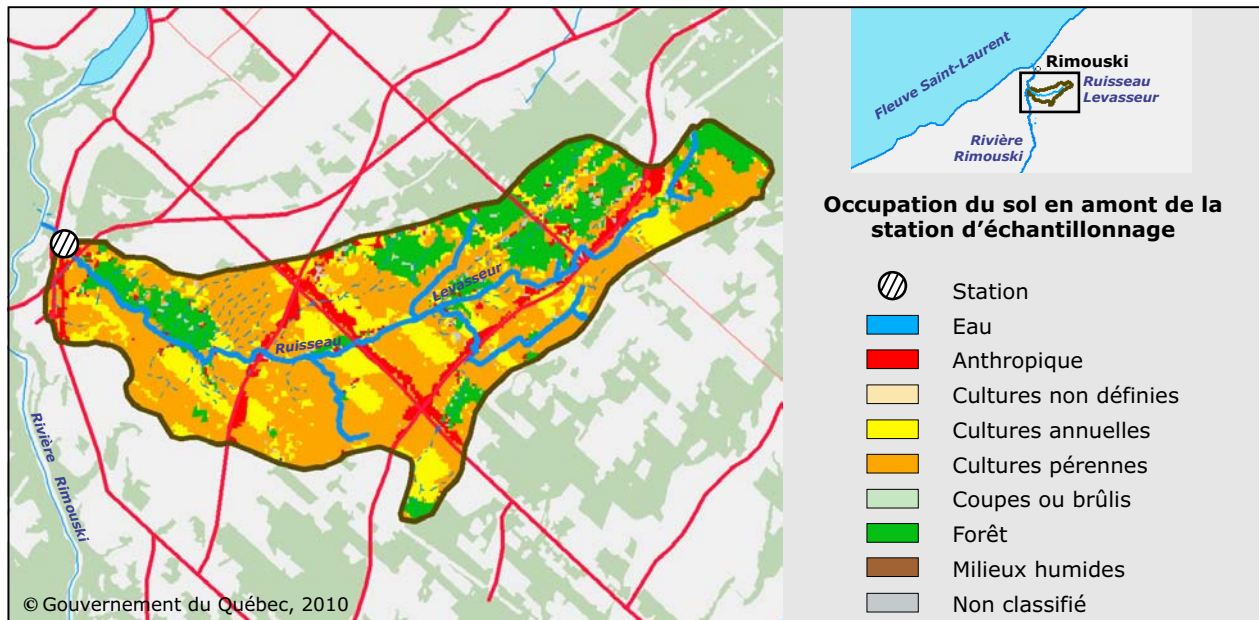 Fleuve Saint-Laurent
Rimouski
Ruisseau
Levasseur
Rivière
Rimouski
Occupation du sol en amont de la
station d'échantillonnage
Station
Eau
Anthropique
Cultures non définies
Cultures annuelles
Cultures pérennes
Coupes ou brûlis
Forêt
Milieux humides
Non classifié
Ruisseau Levasseur
Rivière Rimouski
© Gouvernement du Québec, 2010